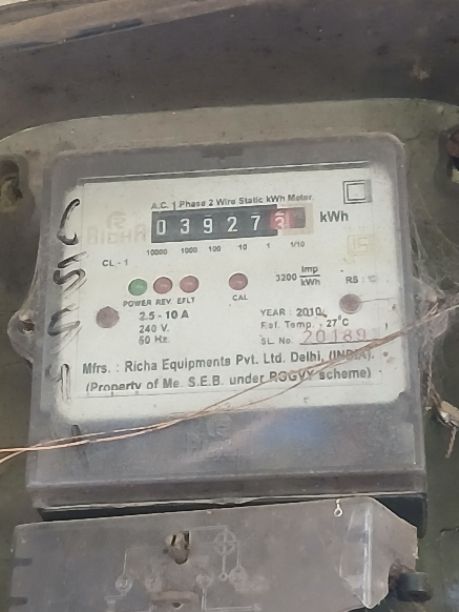 A.C. 1 Phase 2 Wire Static kWh Meter.
RICHA
0 3 9 2 7 kWh
10000 1000 100 10 1 1/10
CL - 1
3200 Imp/kWh
POWER REV. EFLT CAL
2.5 - 10 A
240 V.
50 Hz.
YEAR : 2010
Ref. Temp. - 27°C
SL. No. 20189
Mfrs. : Richa Equipments Pvt. Ltd. Delhi, (INDIA).
(Property of Me. S.E.B. under RGGVY scheme)